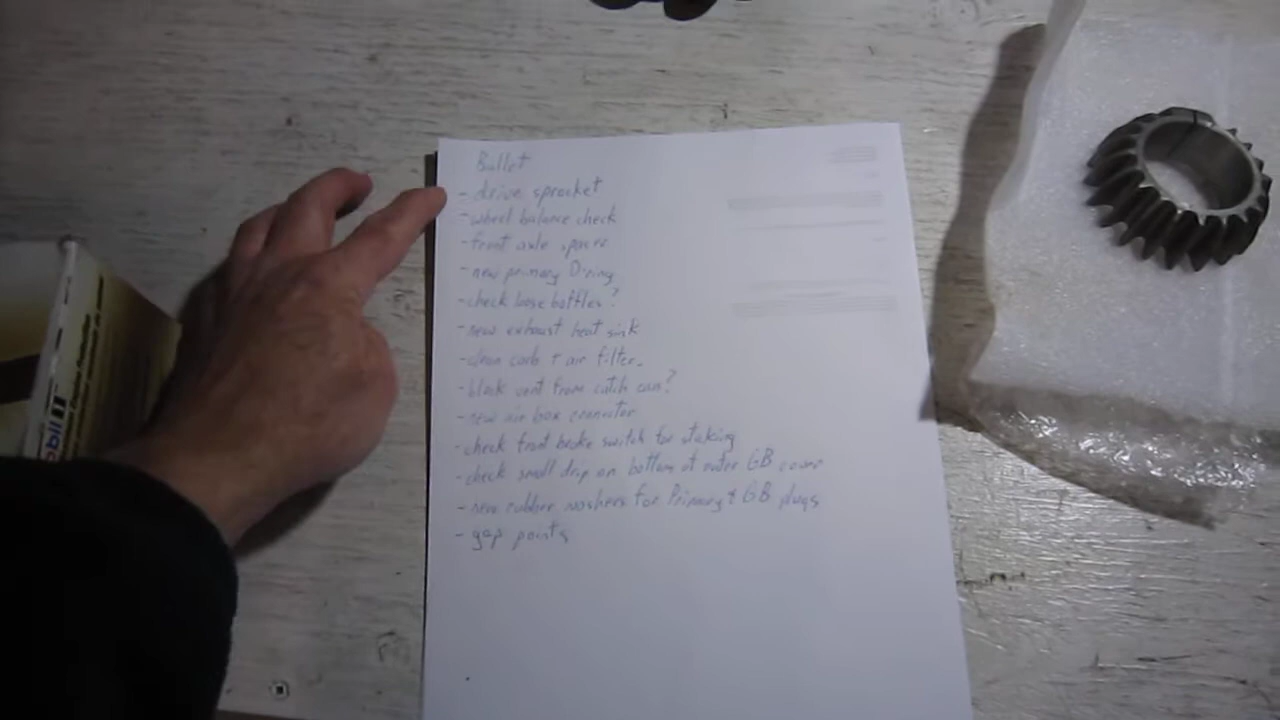 Bullet
- drive sprocket
- wheel balance check
- front axle spacer
- new primary O ring
- check loose baffles?
- new exhaust heat sink
- clean carb + air filter.
- block vent from catch can?
- new air box connector
- check front brake switch for sticking
- check small drip on bottom of outer GB cover
- new rubber washers for Primary & GB plugs
- gap points